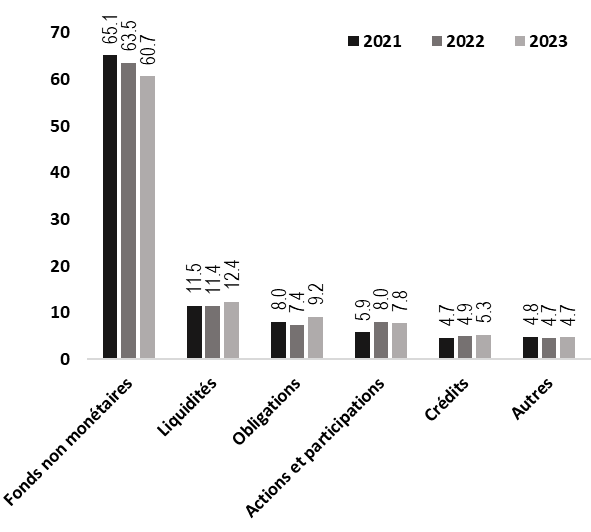 2021 2022 2023
70
60
50
40
30
20
10
0
65.1 63.5 60.7
11.5 11.4 12.4
8.0 7.4 9.2
5.9 8.0 7.8
4.7 4.9 5.3
4.8 4.7 4.7
Fonds non monétaires
Liquidités
Obligations
Actions et participations
Crédits
Autres